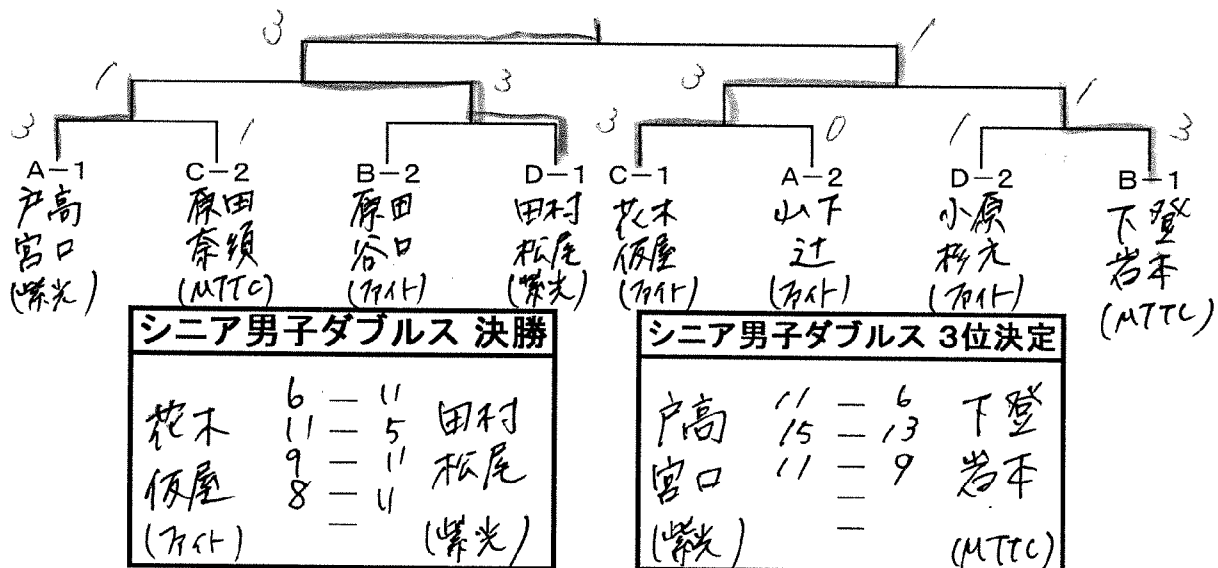 3 1
1 3 3 1
3 1 3 0 1 3
A-1 C-2 B-2 D-1 C-1 A-2 D-2 B-1
戸高 原田 原田 田村 花木 山下 小原 下登
宮口 奈須 谷口 松尾 仮屋 辻 杉元 岩本
(紫光) (MTTC) (ファイト) (紫光) (ファイト) (ファイト) (ファイト) (MTTC)
シニア男子ダブルス 決勝
花木 6 - 11 田村
仮屋 11 - 5 松尾
9 - 11
8 - 11
-
(ファイト) (紫光)
シニア男子ダブルス 3位決定
戸高 11 - 6 下登
宮口 15 - 13 岩本
11 - 9
-
-
(紫光) (MTTC)